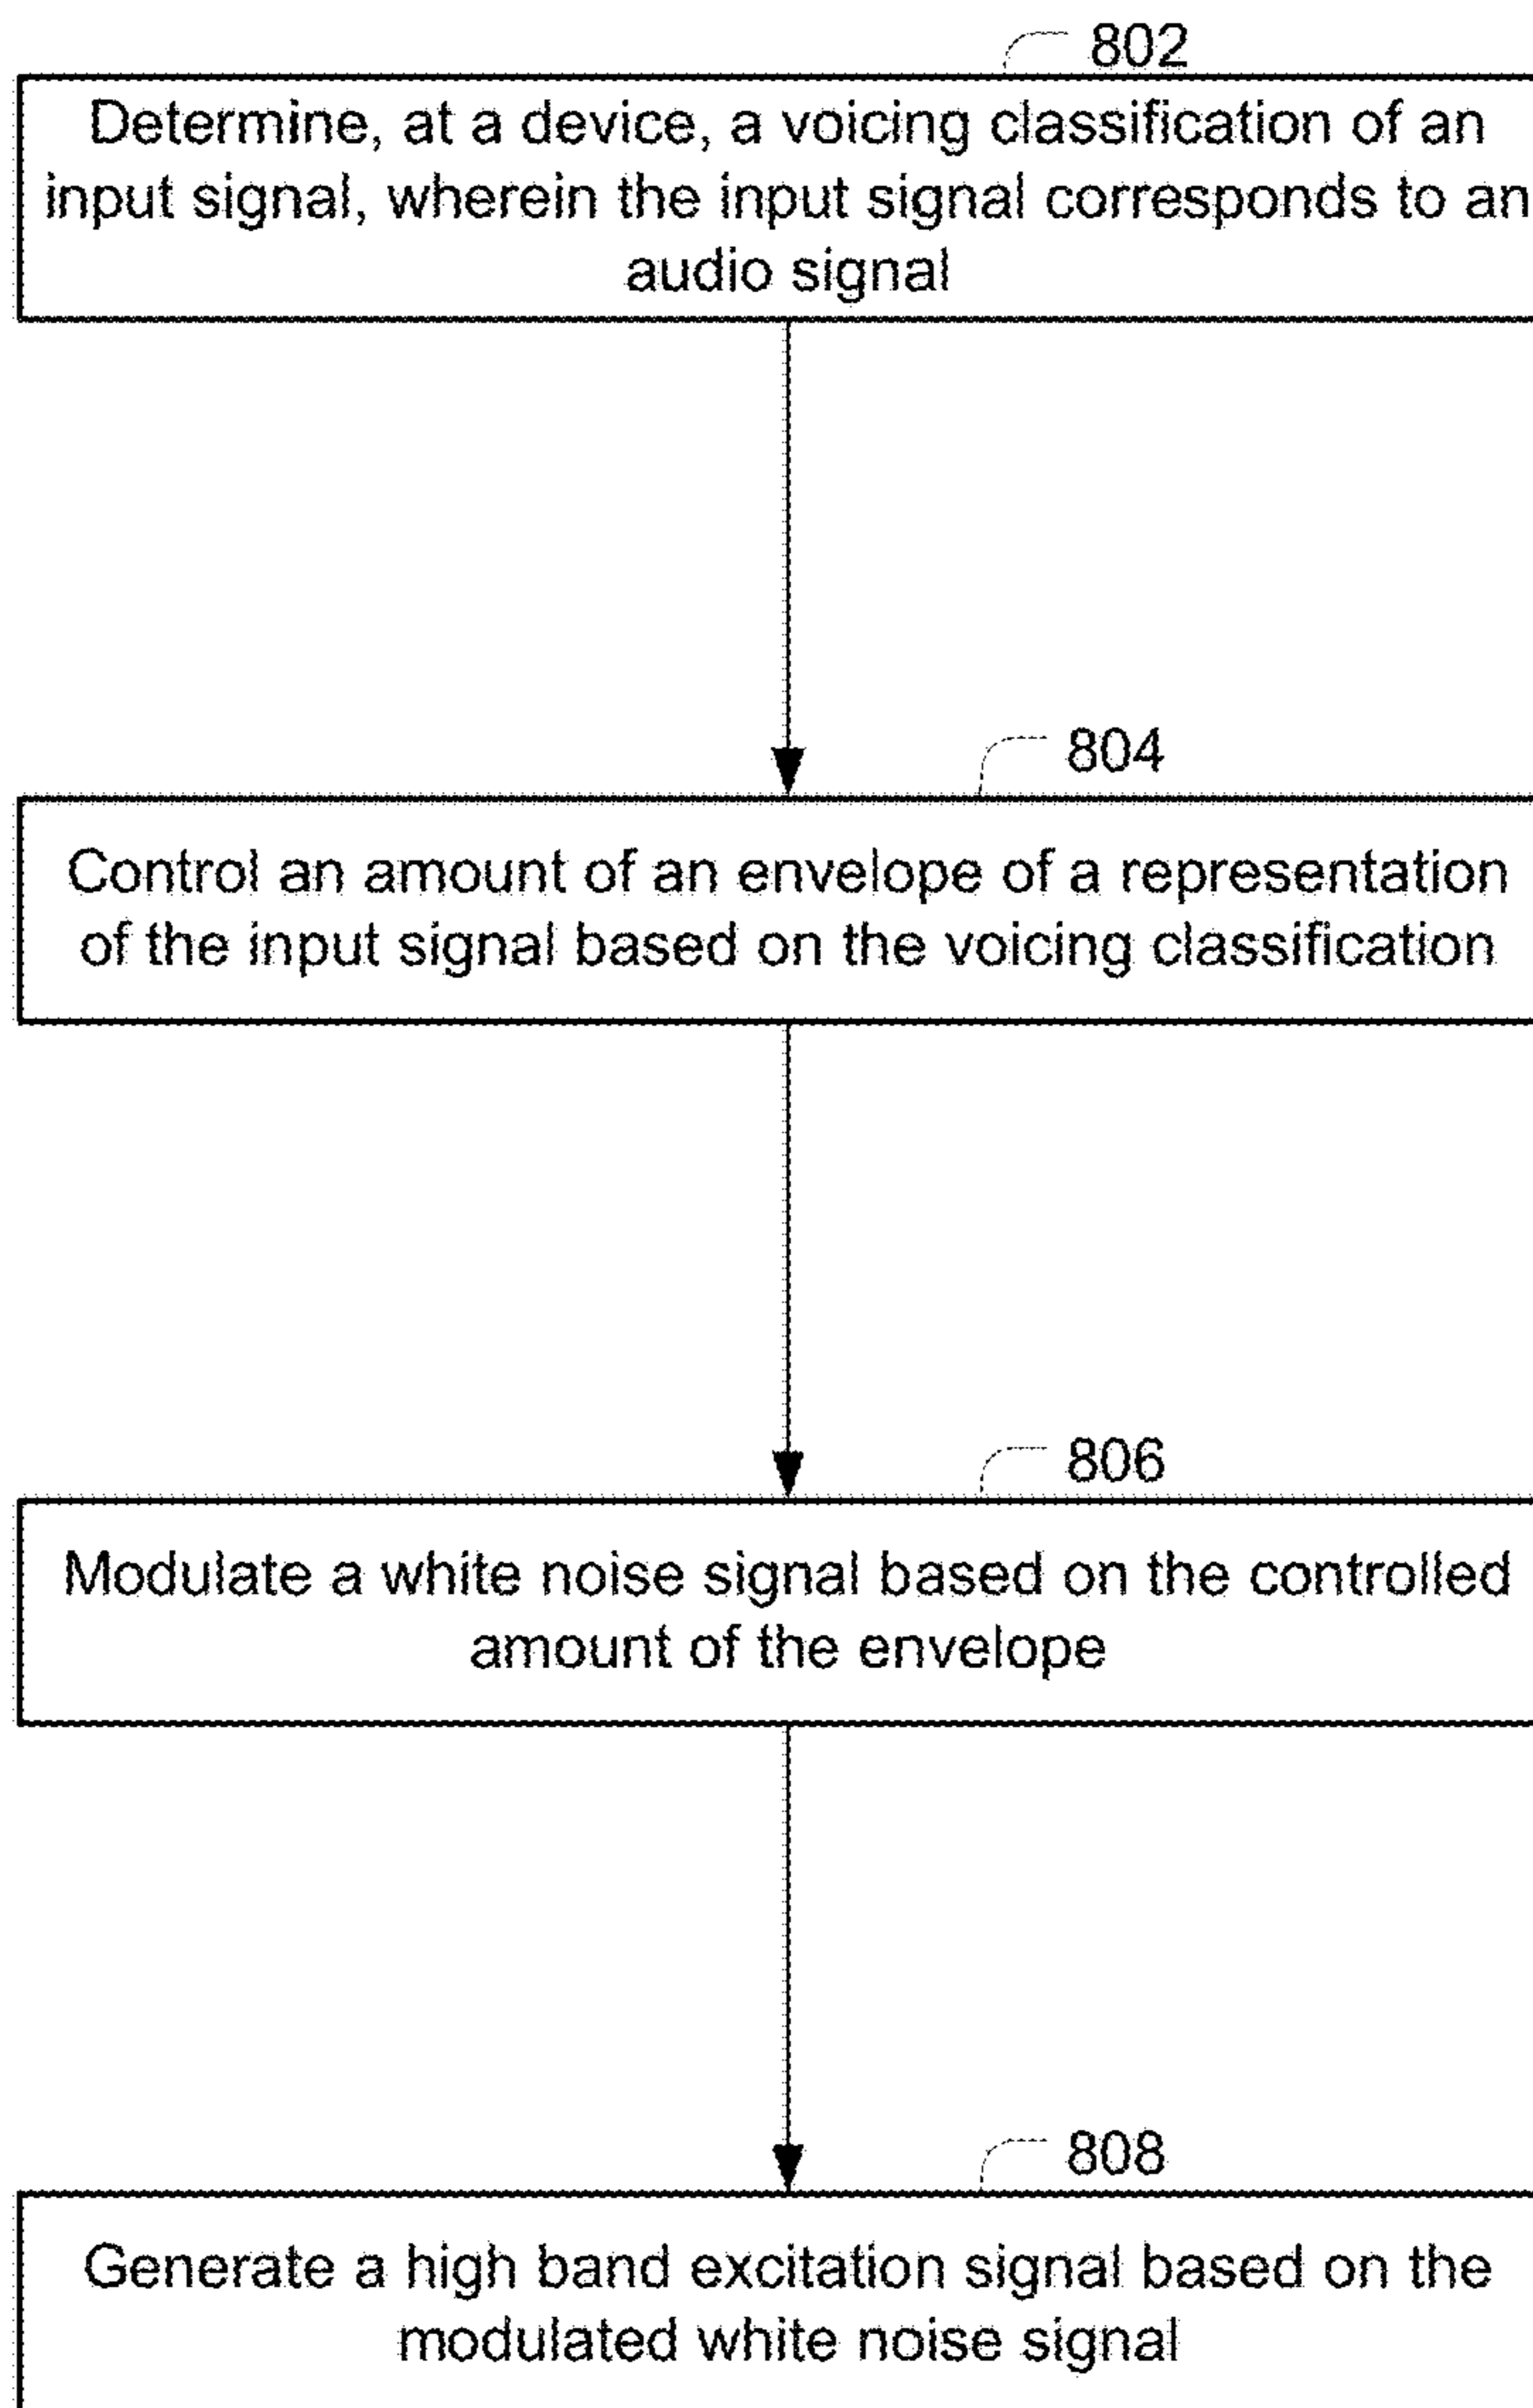 802
Determine, at a device, a voicing classification of an
input signal, wherein the input signal corresponds to an
audio signal
804
Control an amount of an envelope of a representation
of the input signal based on the voicing classification
806
Modulate a white noise signal based on the controlled
amount of the envelope
808
Generate a high band excitation signal based on the
modulated white noise signal